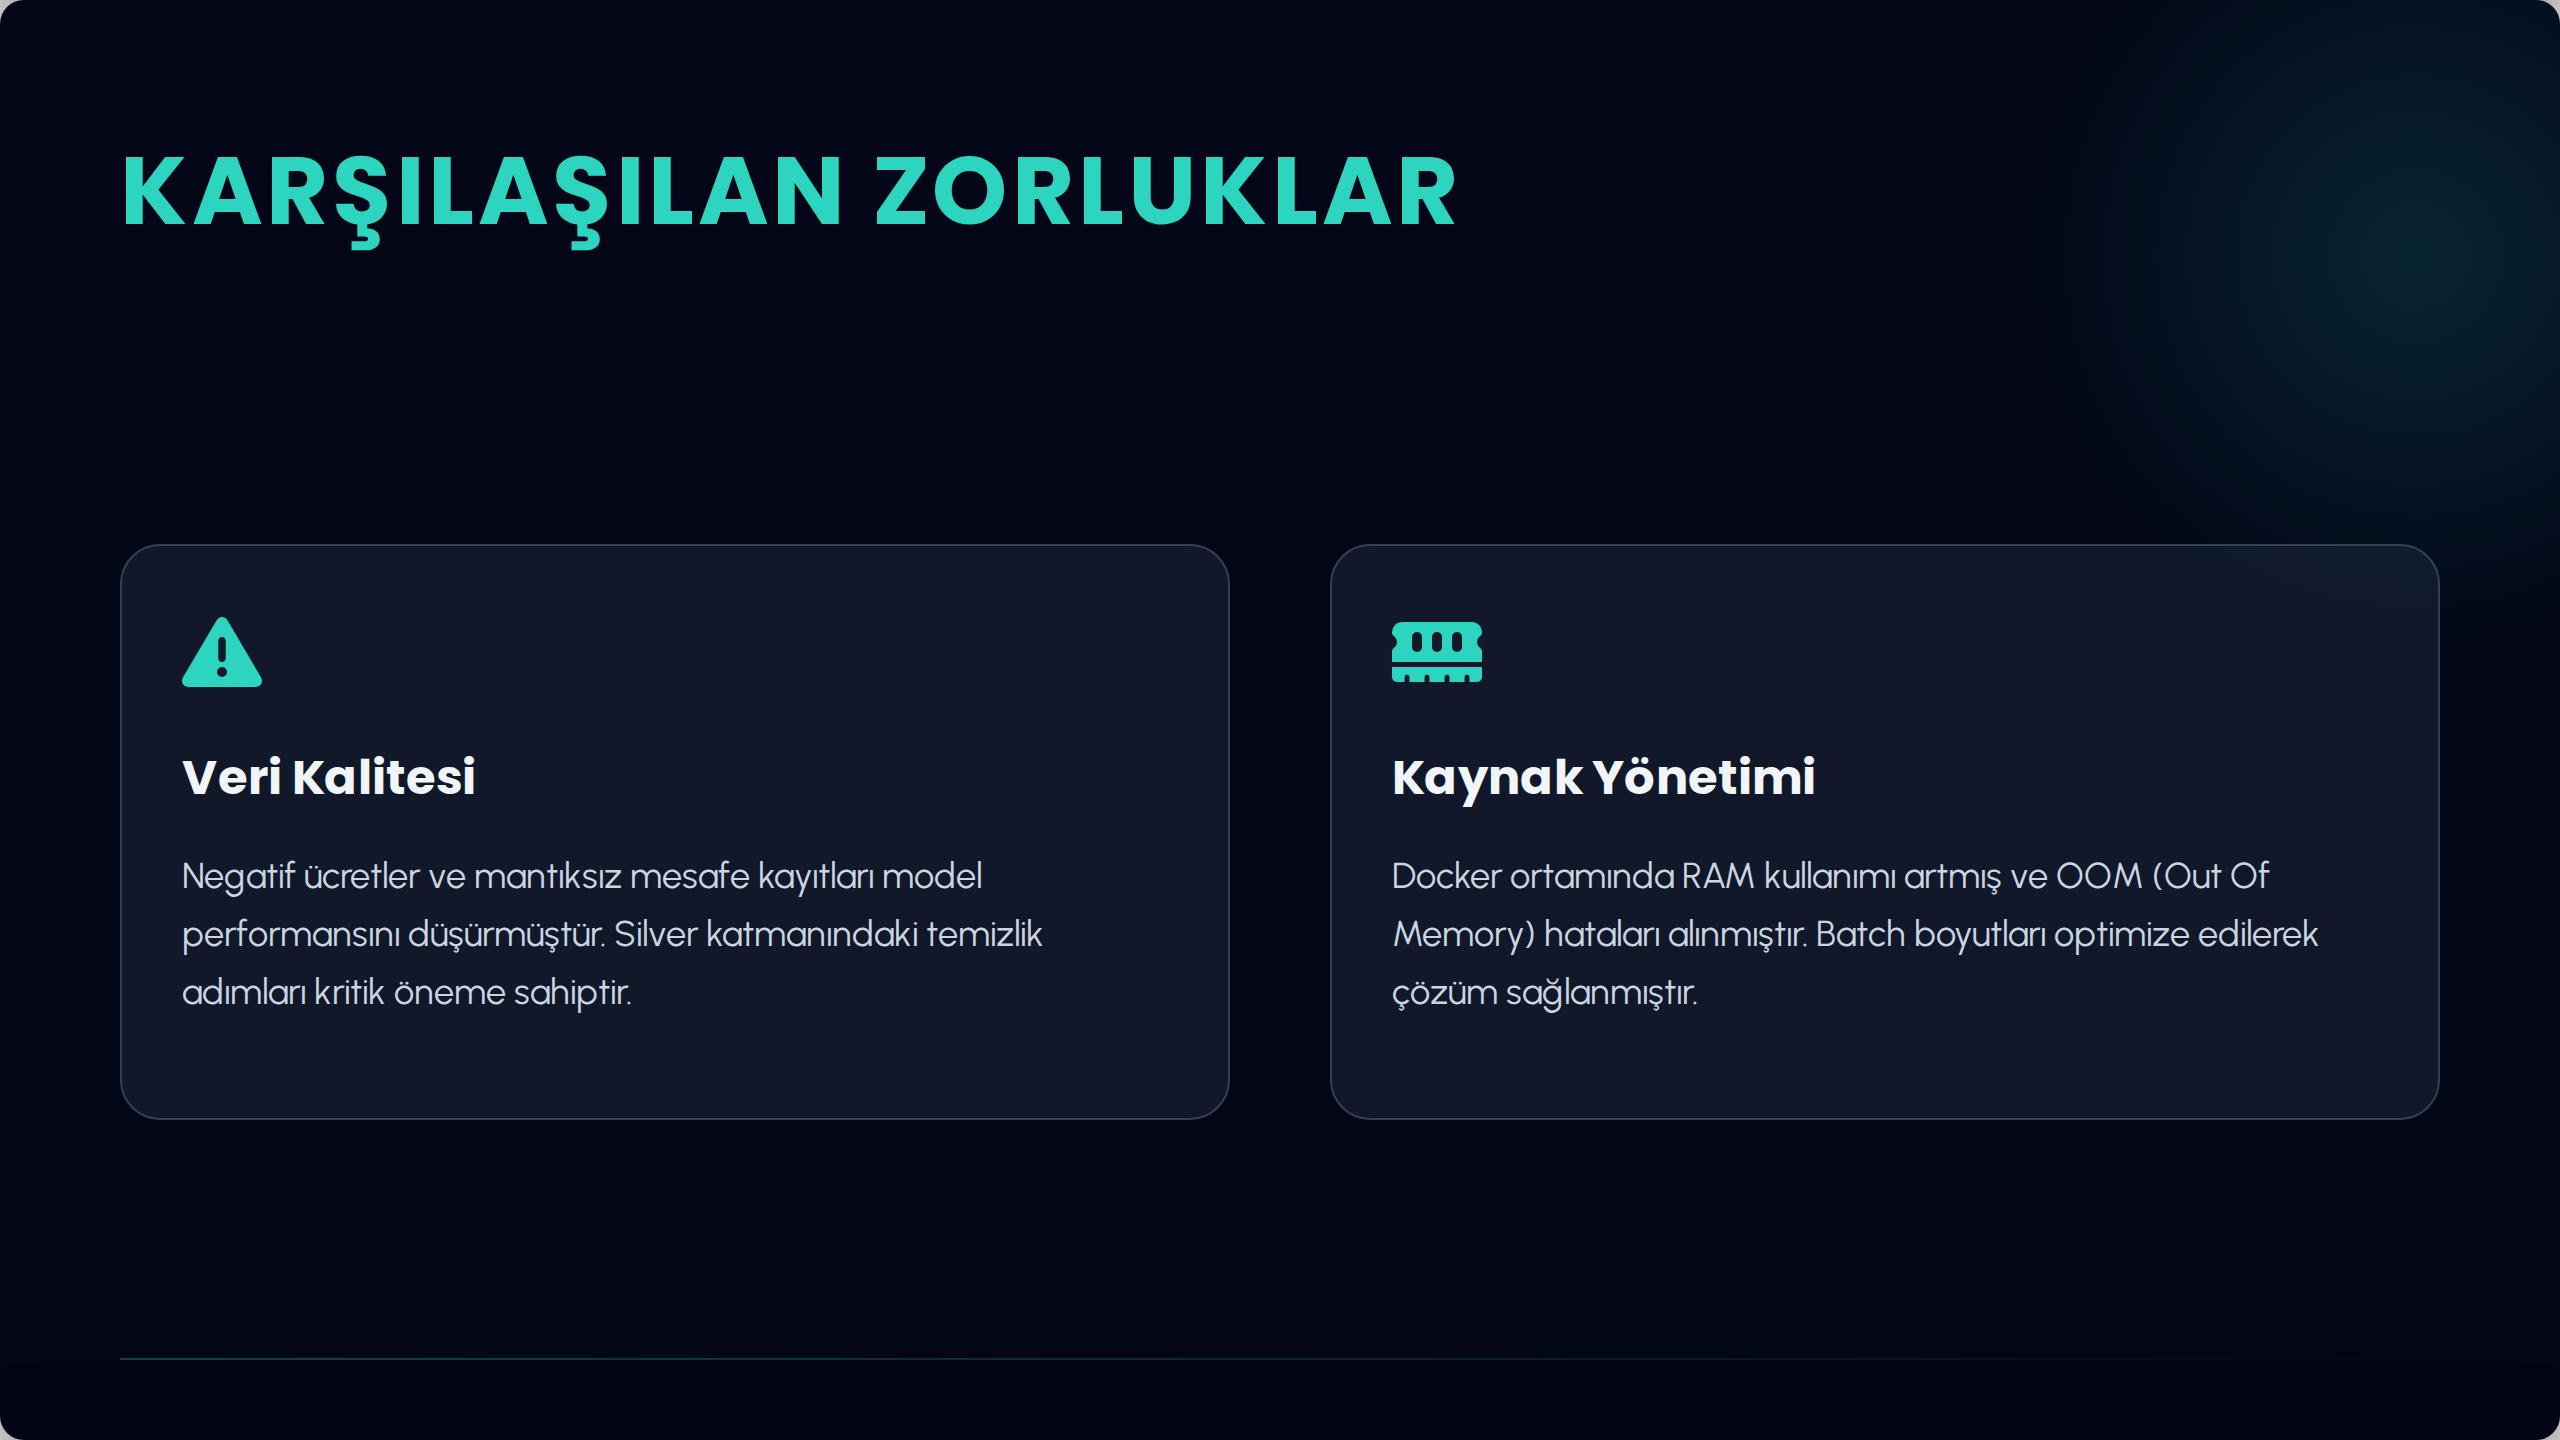 KARŞILAŞILAN ZORLUKLAR
Veri Kalitesi
Negatif ücretler ve mantıksız mesafe kayıtları model
performansını düşürmüştür. Silver katmanındaki temizlik
adımları kritik öneme sahiptir.
Kaynak Yönetimi
Docker ortamında RAM kullanımı artmış ve OOM (Out Of
Memory) hataları alınmıştır. Batch boyutları optimize edilerek
çözüm sağlanmıştır.